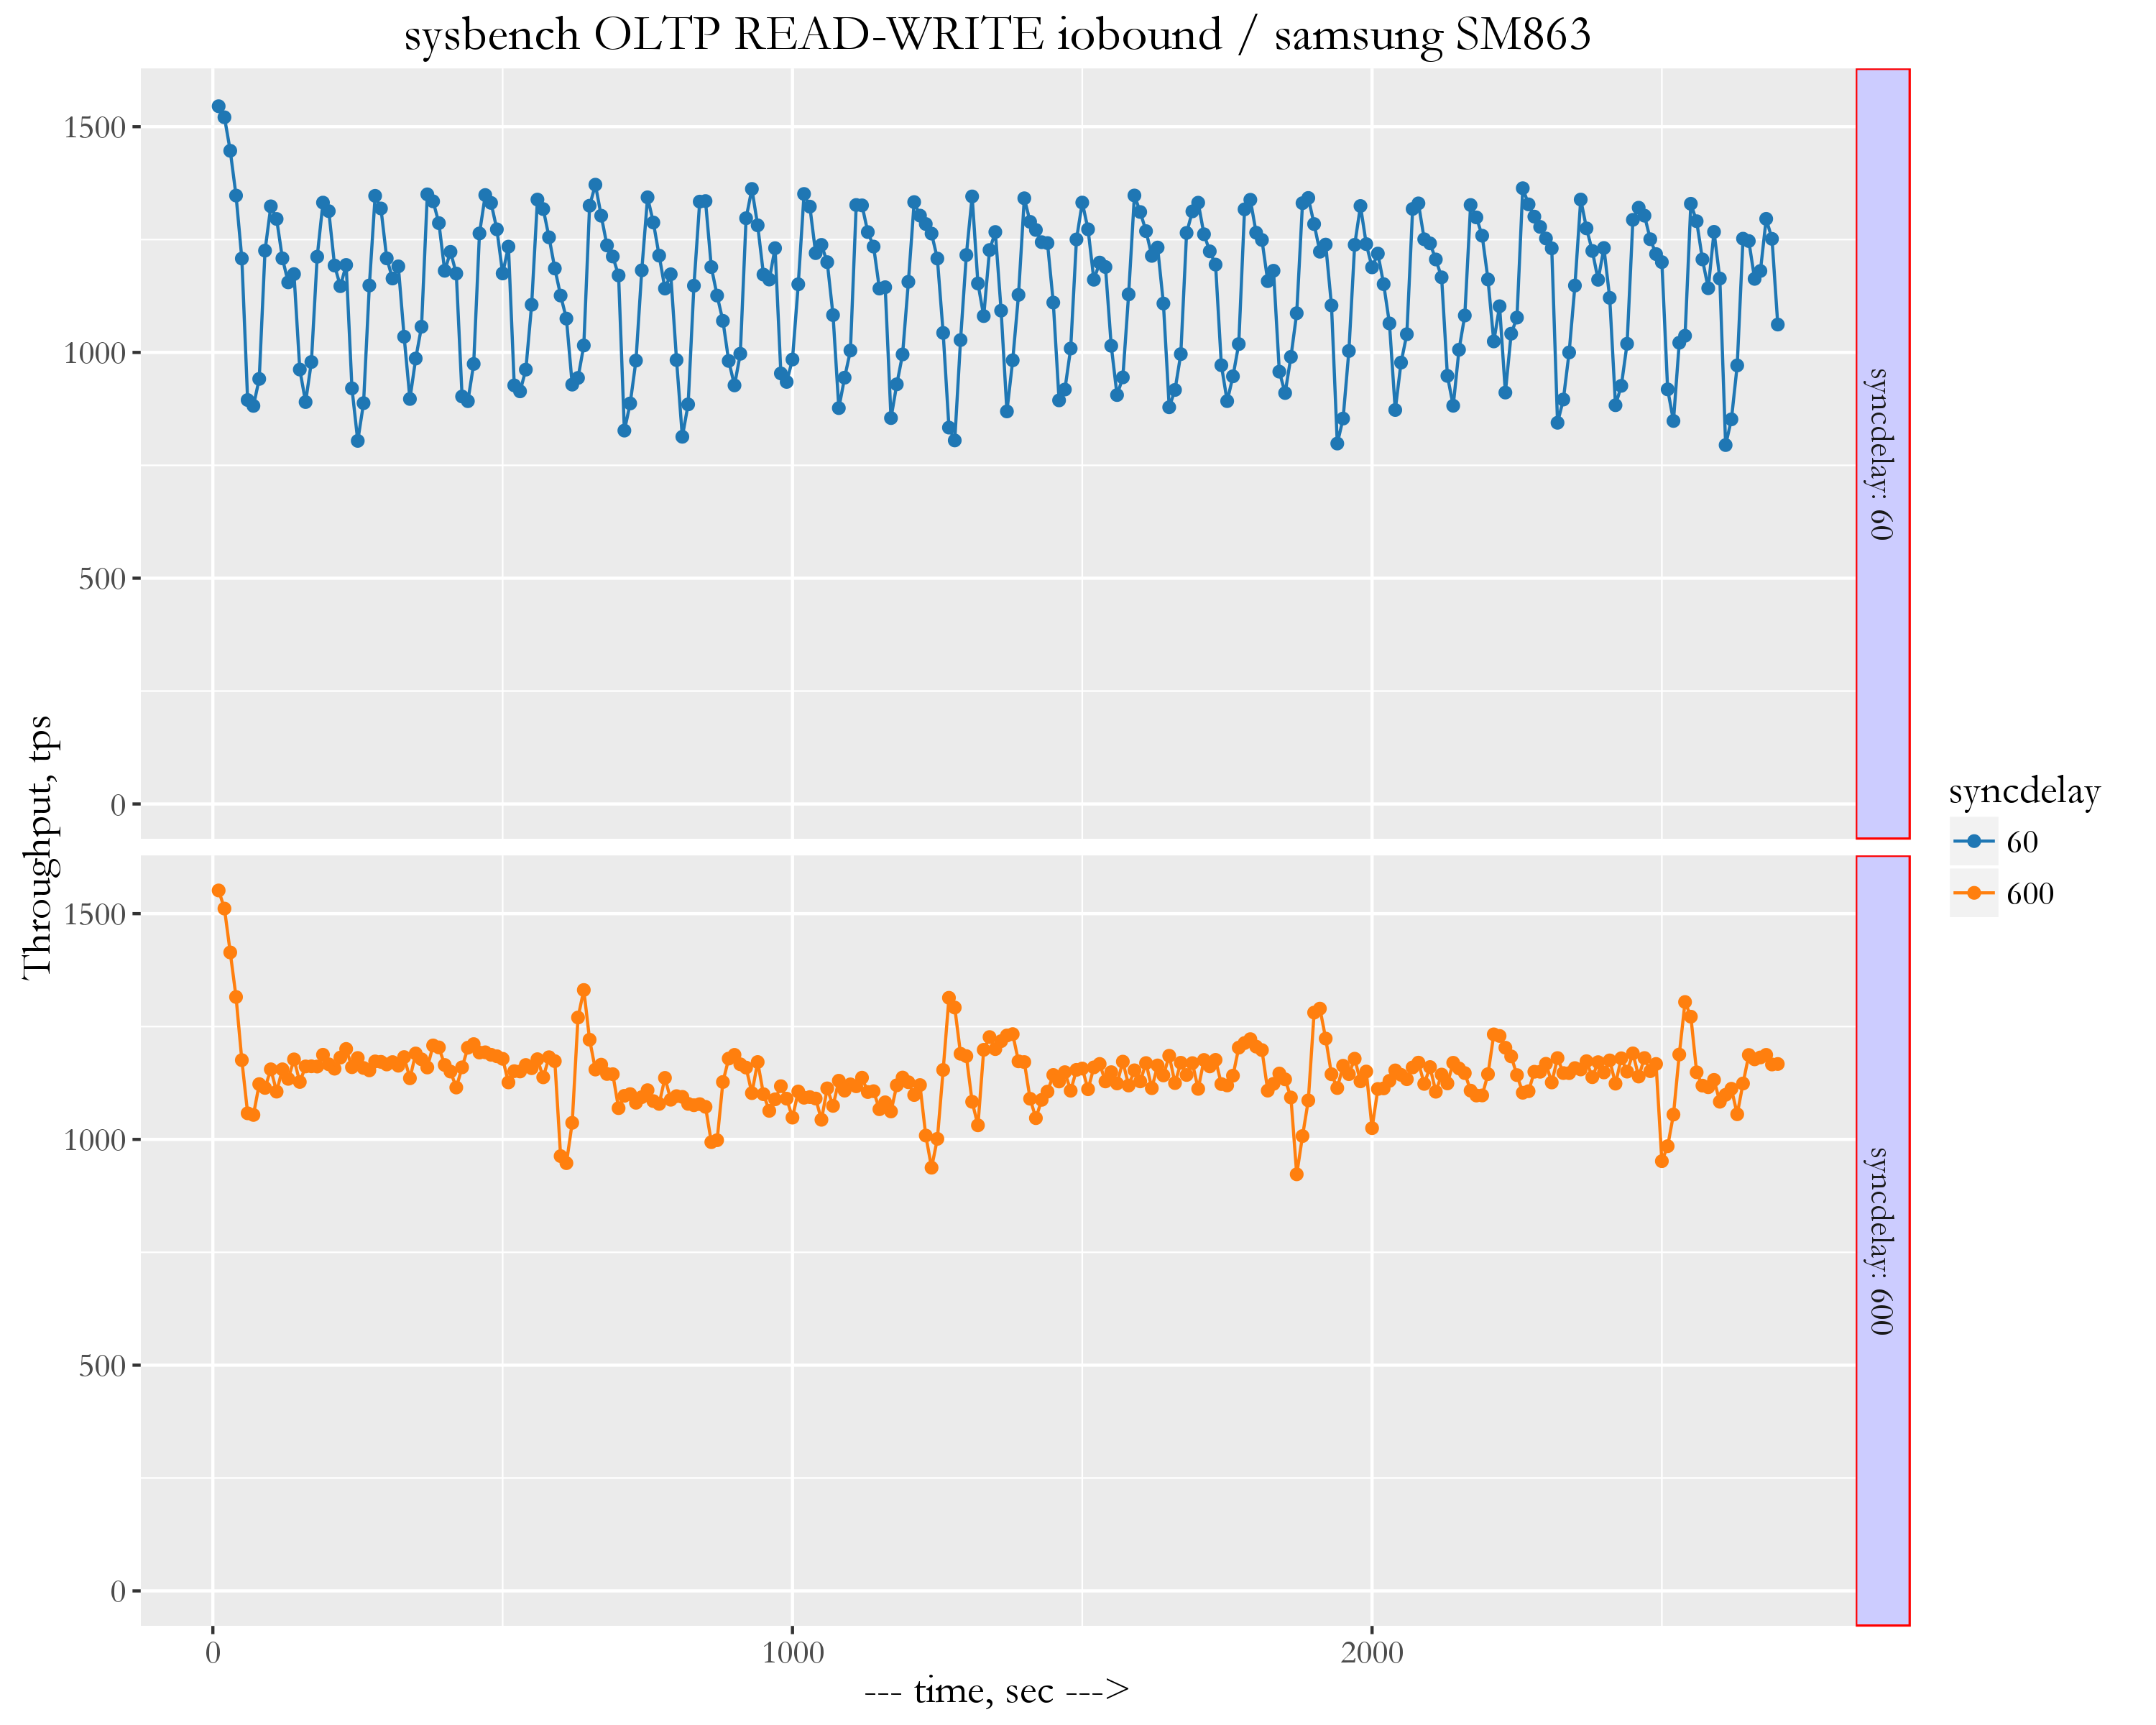 sysbench OLTP READ-WRITE iobound / samsung SM863
Throughput, tps
1500
1000
500
0
syncdelay: 60
1500
1000
500
0
syncdelay: 600
0
1000
2000
--- time, sec --->
syncdelay
60
600